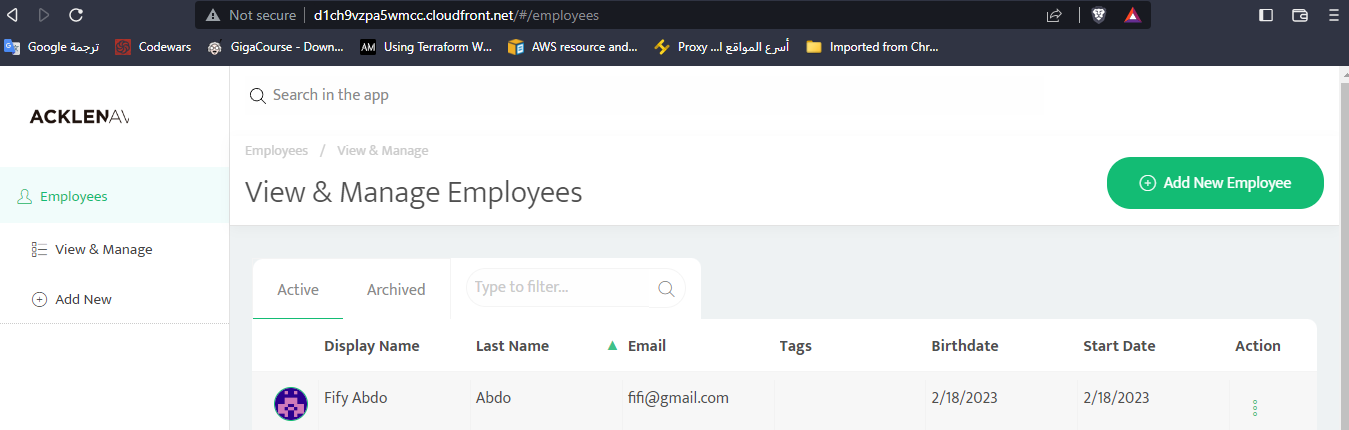 Not secure d1ch9vzpa5wmcc.cloudfront.net/#/employees
ترجمة Google Codewars GigaCourse - Down... AM Using Terraform W... AWS resource and... أسرع المواقع ا... Proxy Imported from Chr...
ACKLENAV
Search in the app
Employees / View & Manage
View & Manage Employees
Add New Employee
Employees
View & Manage
Add New
Active Archived Type to filter...
Display Name Last Name Email Tags Birthdate Start Date Action
Fify Abdo Abdo fifi@gmail.com 2/18/2023 2/18/2023